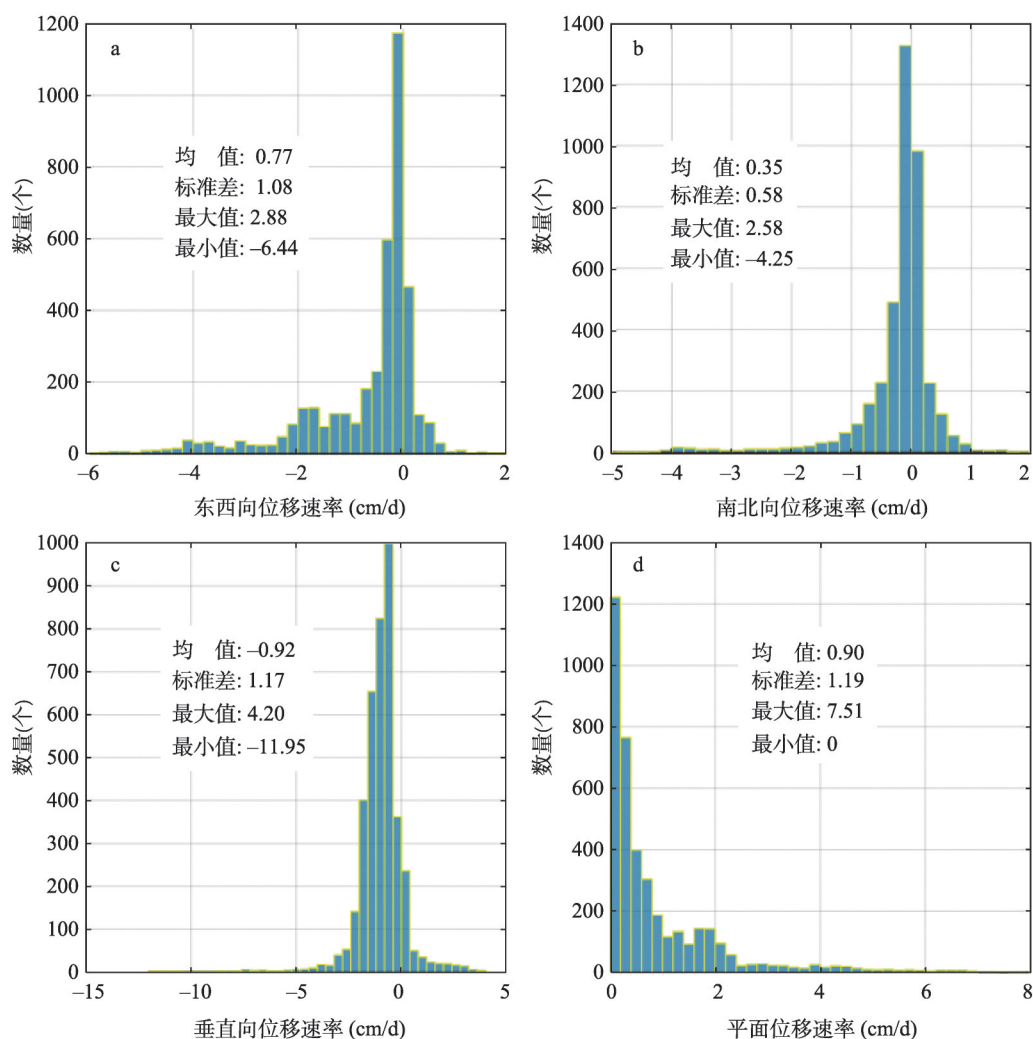 a
1200
1000
800
600
400
200
0
数量(个)
均 值: 0.77
标准差: 1.08
最大值: 2.88
最小值: –6.44
–6
–4
–2
0
2
东西向位移速率 (cm/d)
b
1400
1200
1000
800
600
400
200
0
数量(个)
均 值: 0.35
标准差: 0.58
最大值: 2.58
最小值: –4.25
–5
–4
–3
–2
–1
0
1
2
南北向位移速率 (cm/d)
c
1000
900
800
700
600
500
400
300
200
100
0
数量(个)
均 值: –0.92
标准差: 1.17
最大值: 4.20
最小值: –11.95
–15
–10
–5
0
5
垂直向位移速率 (cm/d)
d
1400
1200
1000
800
600
400
200
0
数量(个)
均 值: 0.90
标准差: 1.19
最大值: 7.51
最小值: 0
0
2
4
6
8
平面位移速率 (cm/d)